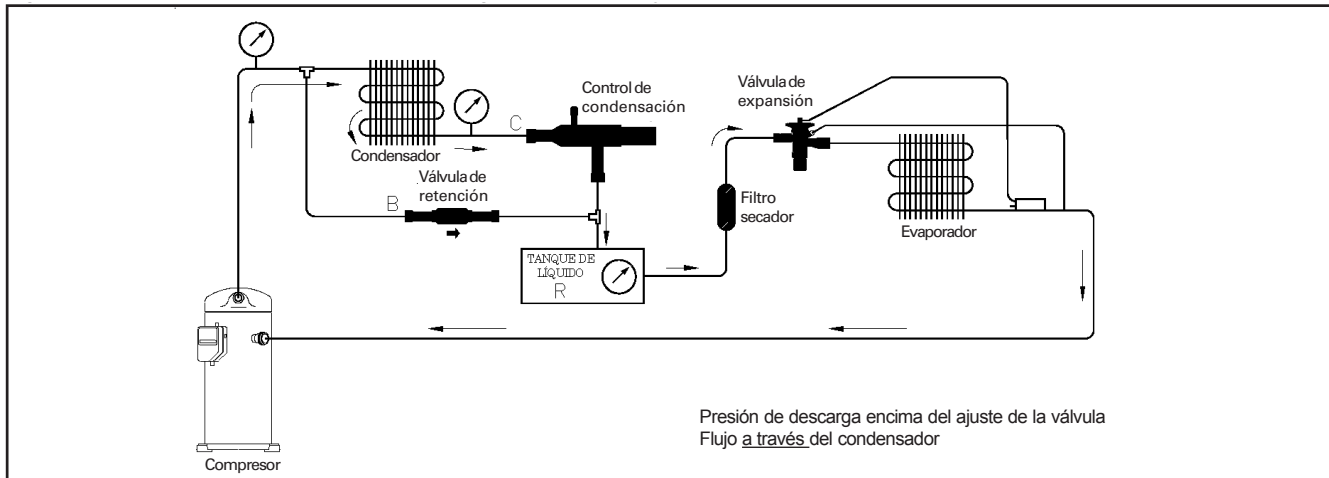 Control de
condensación
Válvula de
expansión
C
Condensador
Válvula de
retención
B
Filtro
secador
Evaporador
TANQUE DE
LÍQUIDO
R
Presión de descarga encima del ajuste de la válvula
Flujo a través del condensador
Compresor